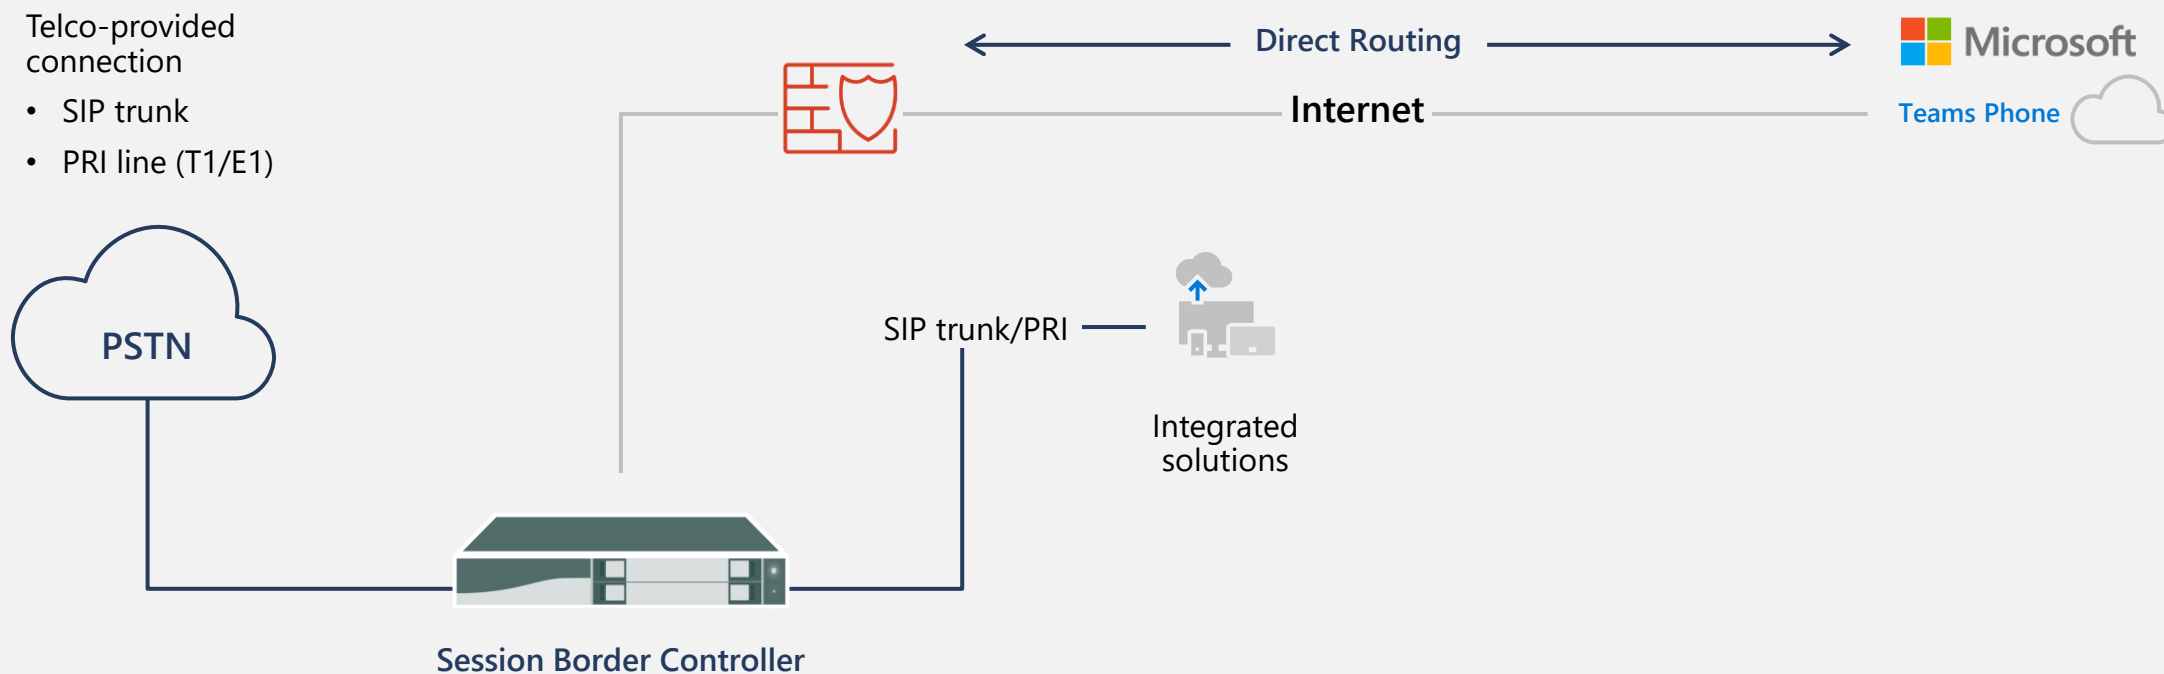 Telco-provided
connection
• SIP trunk
• PRI line (T1/E1)
Direct Routing
Microsoft
Internet
Teams Phone
PSTN
SIP trunk/PRI
Integrated
solutions
Session Border Controller